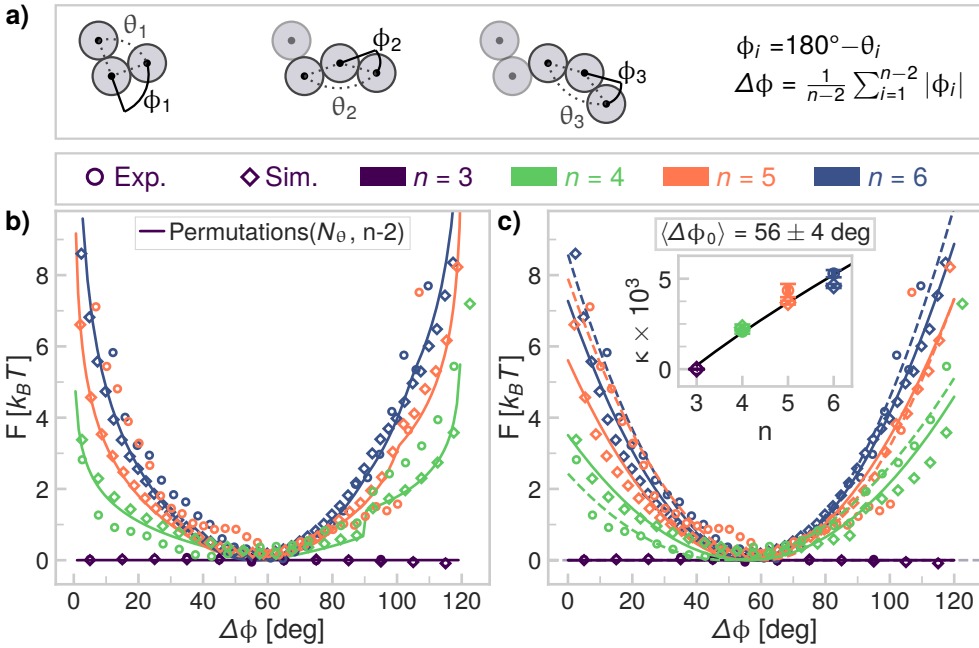 a)
θ1
ϕ1
ϕ2
θ2
ϕ3
θ3
ϕi =180°−θi
Δϕ = 1/(n−2) ∑i=1^n−2 |ϕi|
Exp.
Sim.
n = 3
n = 4
n = 5
n = 6
b)
Permutations(Nθ, n-2)
F [kBT]
8
6
4
2
0
0 20 40 60 80 100 120
Δϕ [deg]
c)
⟨Δϕ0⟩ = 56 ± 4 deg
κ × 10³
5
0
3 4 5 6
n
F [kBT]
8
6
4
2
0
0 20 40 60 80 100 120
Δϕ [deg]